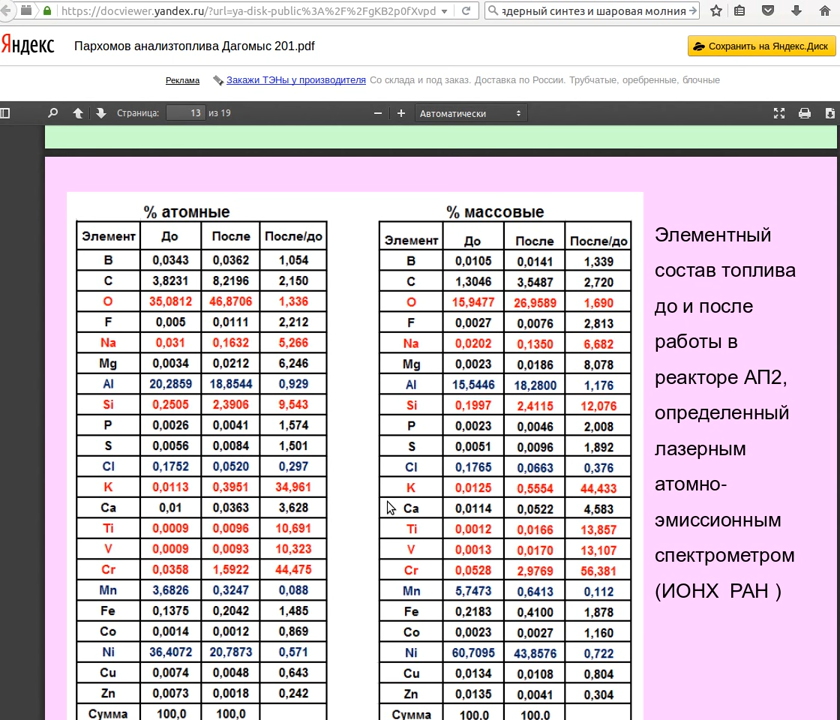 https://docviewer.yandex.ru/?url=ya-disk-public%3A%2F%2FgKB2p0fXvpd
ядерный синтез и шаровая молния
Яндекс
Пархомов анализтоплива Дагомыс 201.pdf
Сохранить на Яндекс.Диск
Реклама Закажи ТЭНы у производителя Со склада и под заказ. Доставка по России. Трубчатые, оребренные, блочные
Страница: 13 из 19
Автоматически
% атомные
Элемент До После После/до
B 0,0343 0,0362 1,054
C 3,8231 8,2196 2,150
O 35,0812 46,8706 1,336
F 0,005 0,0111 2,212
Na 0,031 0,1632 5,266
Mg 0,0034 0,0212 6,246
Al 20,2859 18,8544 0,929
Si 0,2505 2,3906 9,543
P 0,0026 0,0041 1,574
S 0,0056 0,0084 1,501
Cl 0,1752 0,0520 0,297
K 0,0113 0,3951 34,961
Ca 0,01 0,0363 3,628
Ti 0,0009 0,0096 10,691
V 0,0009 0,0093 10,323
Cr 0,0358 1,5922 44,475
Mn 3,6826 0,3247 0,088
Fe 0,1375 0,2042 1,485
Co 0,0014 0,0012 0,869
Ni 36,4072 20,7873 0,571
Cu 0,0074 0,0048 0,643
Zn 0,0073 0,0018 0,242
Сумма 100,0 100,0
% массовые
Элемент До После После/до
B 0,0105 0,0141 1,339
C 1,3046 3,5487 2,720
O 15,9477 26,9589 1,690
F 0,0027 0,0076 2,813
Na 0,0202 0,1350 6,682
Mg 0,0023 0,0186 8,078
Al 15,5446 18,2800 1,176
Si 0,1997 2,4115 12,076
P 0,0023 0,0046 2,008
S 0,0051 0,0096 1,892
Cl 0,1765 0,0663 0,376
K 0,0125 0,5554 44,433
Ca 0,0114 0,0522 4,583
Ti 0,0012 0,0166 13,857
V 0,0013 0,0170 13,107
Cr 0,0528 2,9769 56,381
Mn 5,7473 0,6413 0,112
Fe 0,2183 0,4100 1,878
Co 0,0023 0,0027 1,160
Ni 60,7095 43,8576 0,722
Cu 0,0134 0,0108 0,804
Zn 0,0135 0,0041 0,304
Сумма 100,0 100,0
Элементный
состав топлива
до и после
работы в
реакторе АП2,
определенный
лазерным
атомно-
эмиссионным
спектрометром
(ИОНХ РАН )